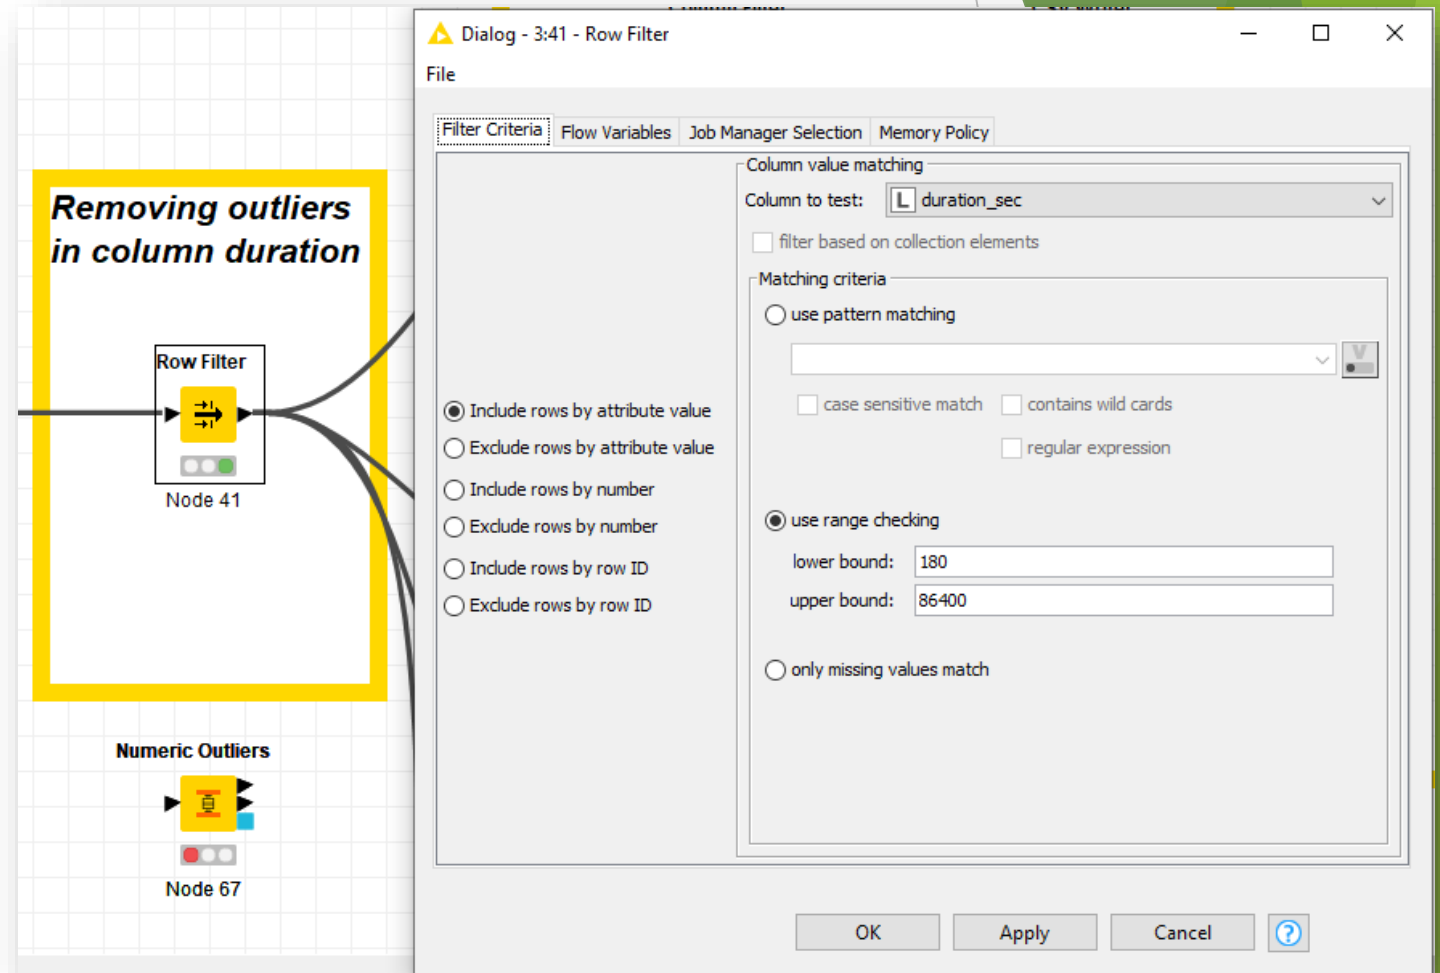 Removing outliers
in column duration
Row Filter
Node 41
Numeric Outliers
Node 67
Dialog - 3:41 - Row Filter
File
Filter Criteria
Flow Variables
Job Manager Selection
Memory Policy
Include rows by attribute value
Exclude rows by attribute value
Include rows by number
Exclude rows by number
Include rows by row ID
Exclude rows by row ID
Column value matching
Column to test: L duration_sec
filter based on collection elements
Matching criteria
use pattern matching
V
case sensitive match contains wild cards
regular expression
use range checking
lower bound: 180
upper bound: 86400
only missing values match
OK Apply Cancel ?